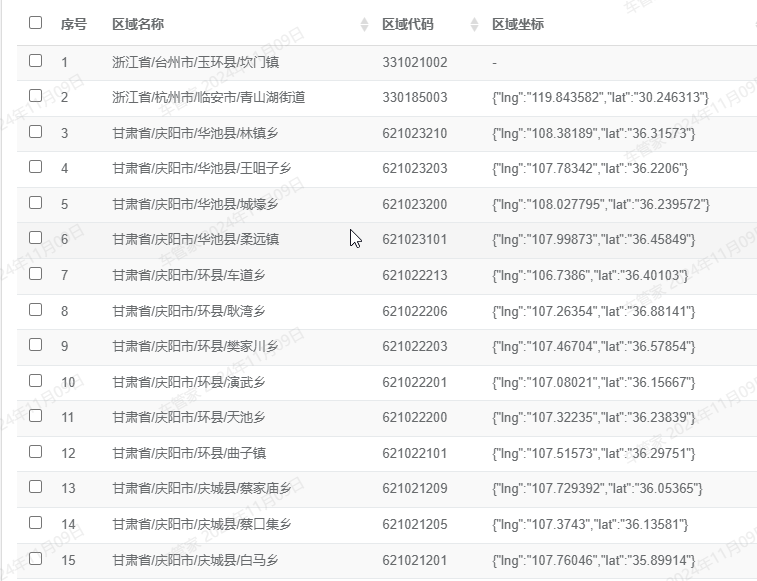 序号 区域名称 区域代码 区域坐标
1 浙江省/台州市/玉环县/坎门镇 331021002 -
2 浙江省/杭州市/临安市/青山湖街道 330185003 {"lng":"119.843582","lat":"30.246313"}
3 甘肃省/庆阳市/华池县/林镇乡 621023210 {"lng":"108.38189","lat":"36.31573"}
4 甘肃省/庆阳市/华池县/王咀子乡 621023203 {"lng":"107.78342","lat":"36.2206"}
5 甘肃省/庆阳市/华池县/城壕乡 621023200 {"lng":"108.027795","lat":"36.239572"}
6 甘肃省/庆阳市/华池县/柔远镇 621023101 {"lng":"107.99873","lat":"36.45849"}
7 甘肃省/庆阳市/环县/车道乡 621022213 {"lng":"106.7386","lat":"36.40103"}
8 甘肃省/庆阳市/环县/耿湾乡 621022206 {"lng":"107.26354","lat":"36.88141"}
9 甘肃省/庆阳市/环县/樊家川乡 621022203 {"lng":"107.46704","lat":"36.57854"}
10 甘肃省/庆阳市/环县/演武乡 621022201 {"lng":"107.08021","lat":"36.15667"}
11 甘肃省/庆阳市/环县/天池乡 621022200 {"lng":"107.32235","lat":"36.23839"}
12 甘肃省/庆阳市/环县/曲子镇 621022101 {"lng":"107.51573","lat":"36.29751"}
13 甘肃省/庆阳市/庆城县/蔡家庙乡 621021209 {"lng":"107.729392","lat":"36.05365"}
14 甘肃省/庆阳市/庆城县/蔡口集乡 621021205 {"lng":"107.3743","lat":"36.13581"}
15 甘肃省/庆阳市/庆城县/白马乡 621021201 {"lng":"107.76046","lat":"35.89914"}
车管家 2024年11月09日